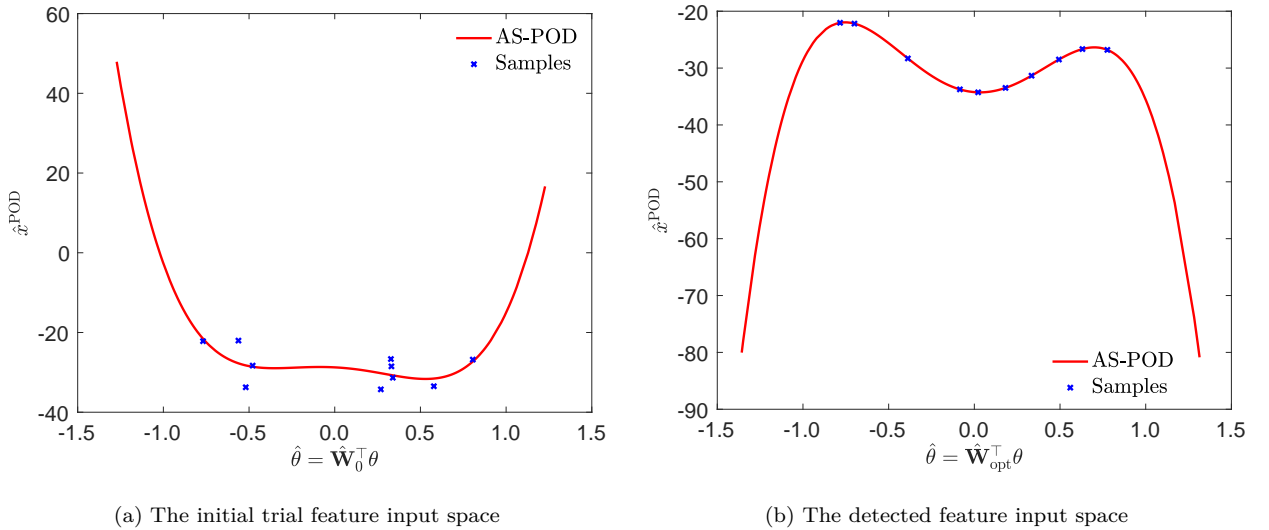 60
40
20
0
-20
-40
-1.5 -1.0 -0.5 0.0 0.5 1.0 1.5
x̂^POD
θ̂ = Ŵ₀^⊤θ
AS-POD
Samples
(a) The initial trial feature input space
-20
-30
-40
-50
-60
-70
-80
-90
-1.5 -1.0 -0.5 0.0 0.5 1.0 1.5
x̂^POD
θ̂ = Ŵ_opt^⊤θ
AS-POD
Samples
(b) The detected feature input space